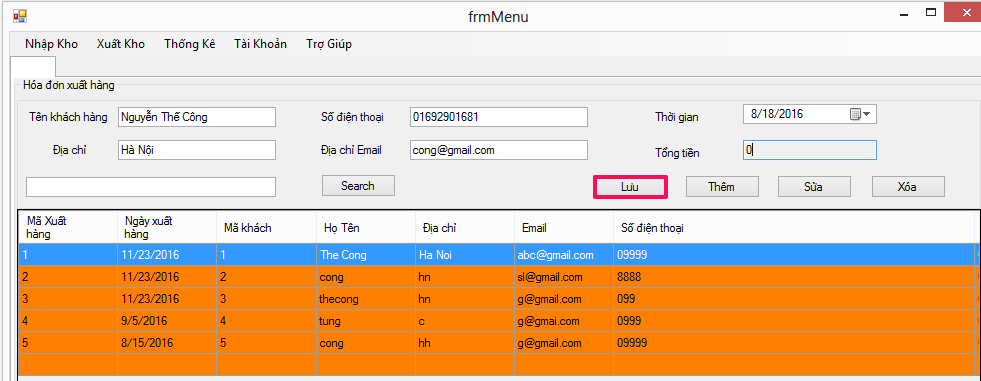 frmMenu
Nhập Kho Xuất Kho Thống Kê Tài Khoản Trợ Giúp
Hóa đơn xuất hàng
Tên khách hàng Nguyễn Thế Công Số điện thoại 01692901681 Thời gian 8/18/2016
Địa chỉ Hà Nội Địa chỉ Email cong@gmail.com Tổng tiền 0
Search Lưu Thêm Sửa Xóa
Mã Xuất hàng Ngày xuất hàng Mã khách Họ Tên Địa chỉ Email Số điện thoại
1 11/23/2016 1 The Cong Ha Noi abc@gmail.com 09999
2 11/23/2016 2 cong hn sl@gmail.com 8888
3 11/23/2016 3 thecong hn g@gmail.com 099
4 9/5/2016 4 tung c g@gmai.com 0999
5 8/15/2016 5 cong hh g@gmail.com 09999